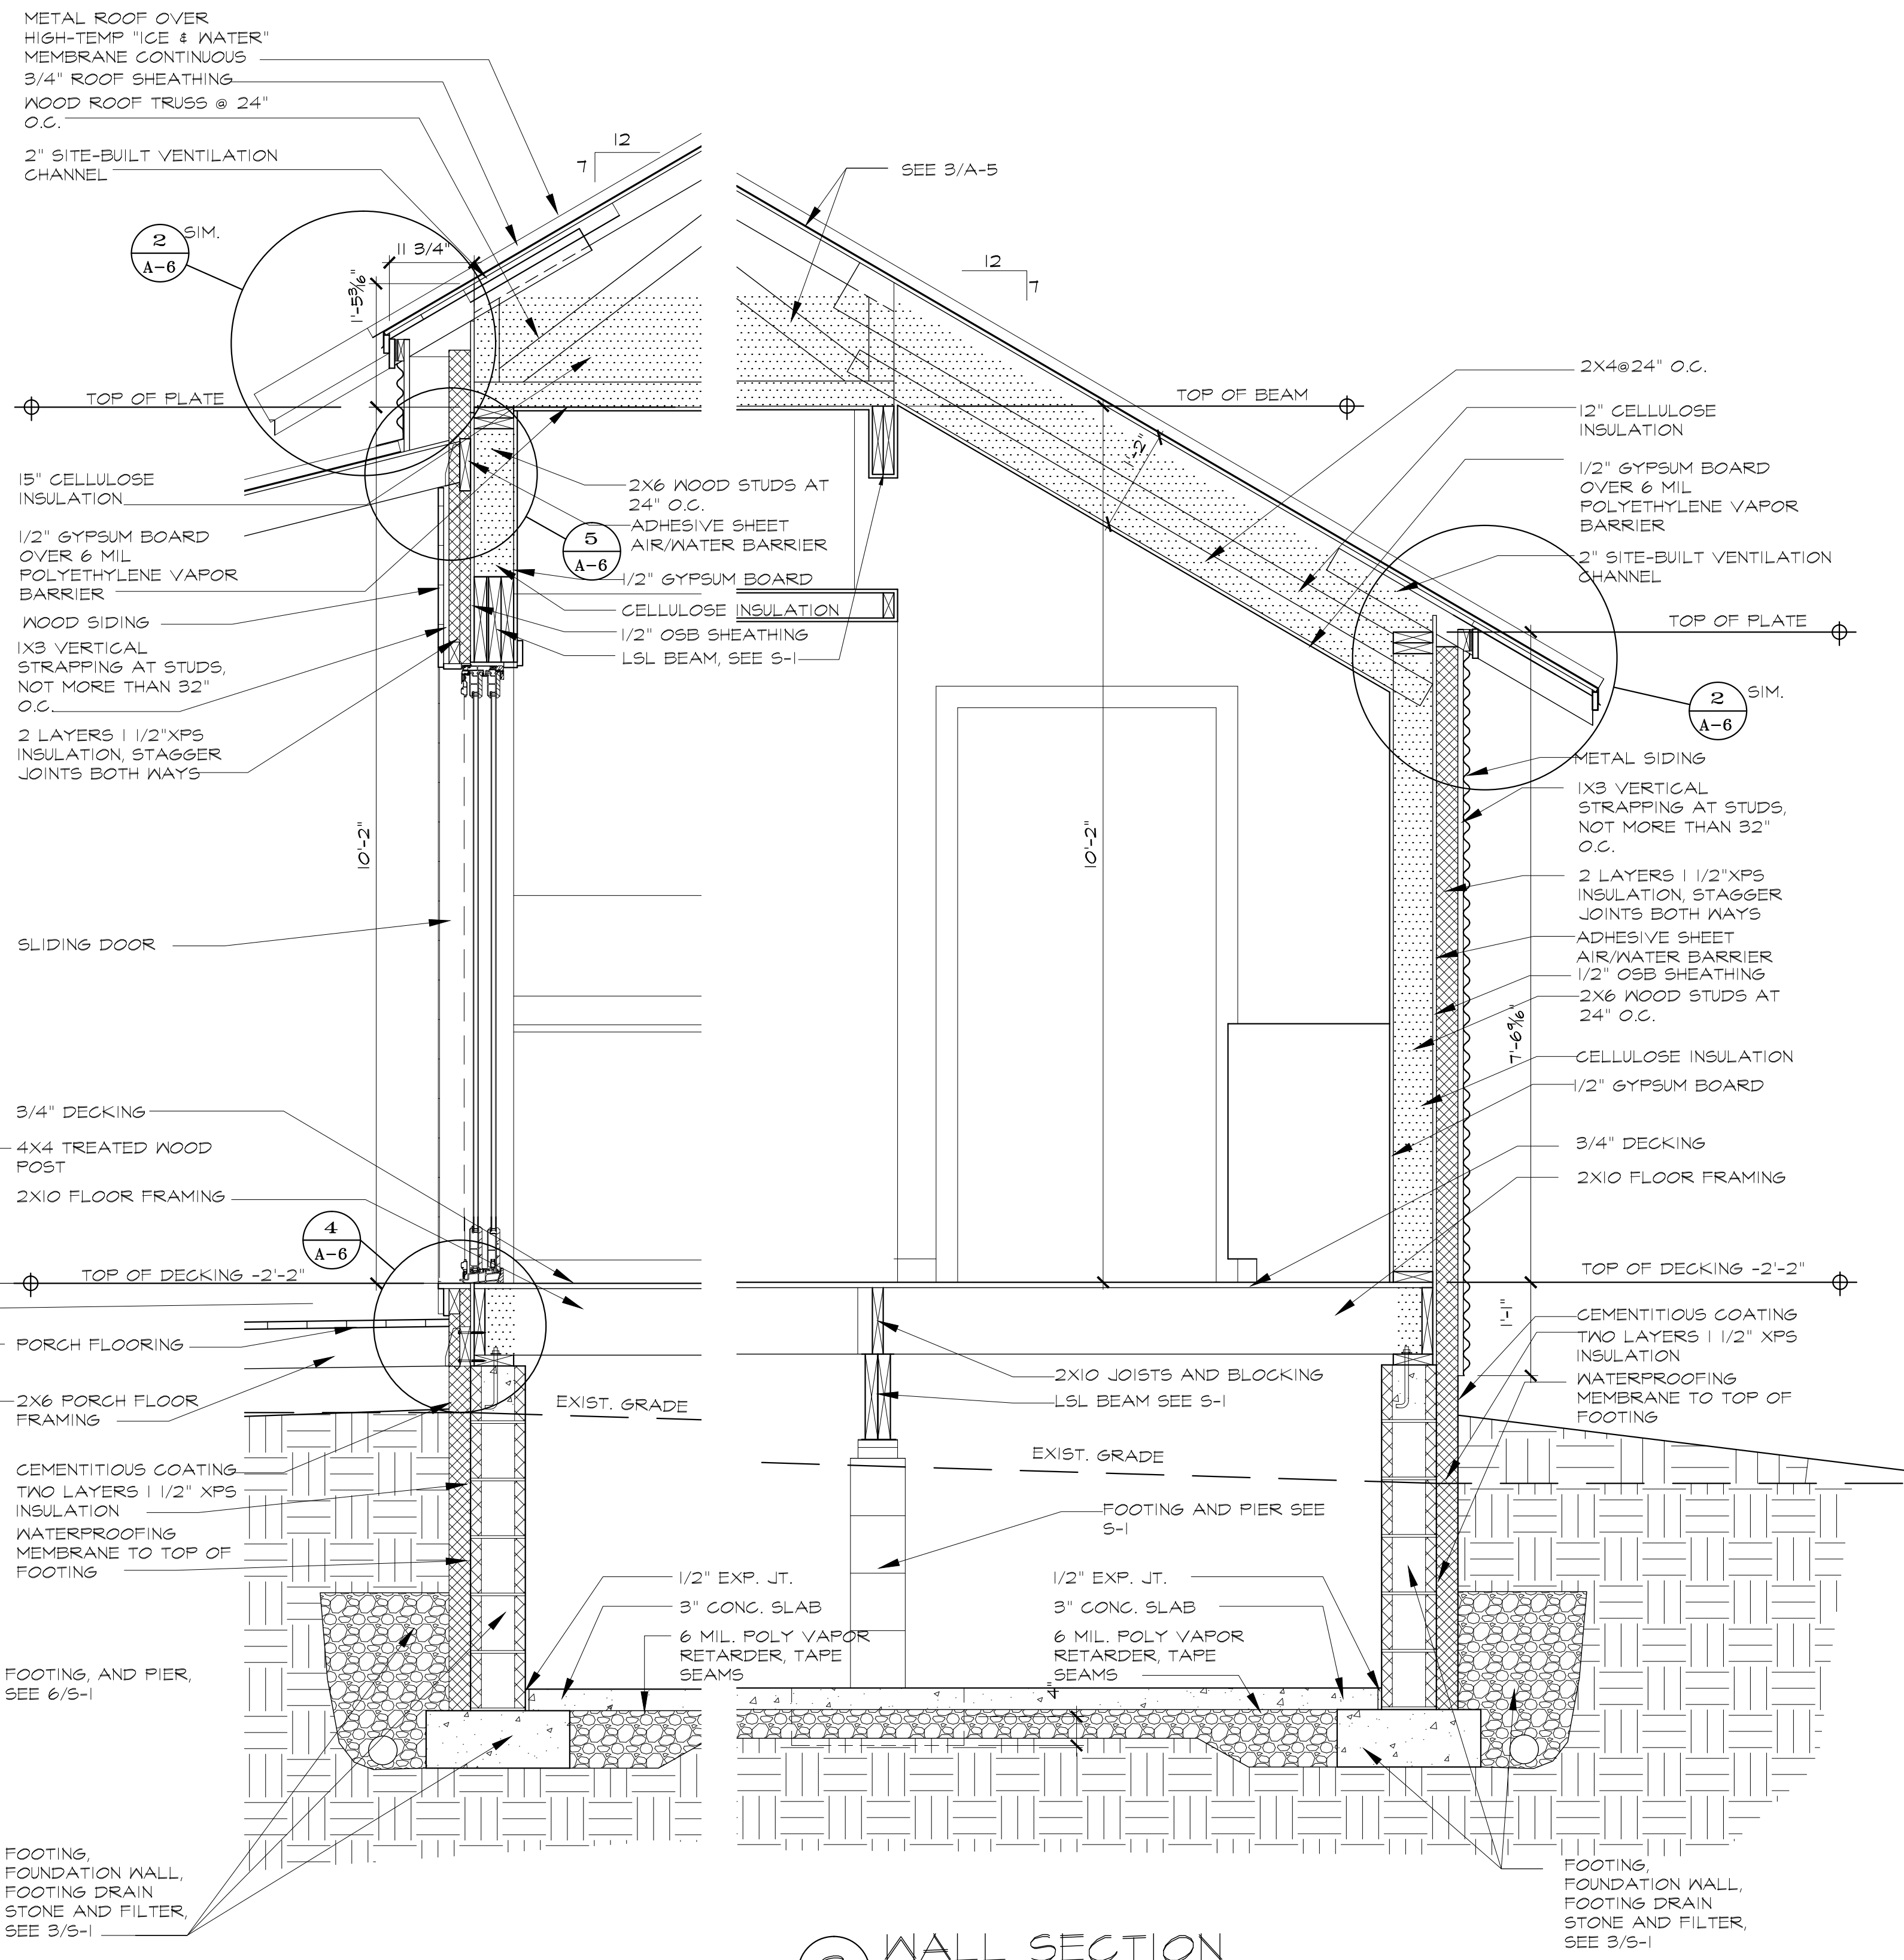 METAL ROOF OVER
HIGH-TEMP "ICE & WATER"
MEMBRANE CONTINUOUS
3/4" ROOF SHEATHING
WOOD ROOF TRUSS @ 24"
O.C.
2" SITE-BUILT VENTILATION
CHANNEL
2
A-6
SIM.
11 3/4"
1'-5 3/16"
12
7
TOP OF PLATE
15" CELLULOSE
INSULATION
1/2" GYPSUM BOARD
OVER 6 MIL
POLYETHYLENE VAPOR
BARRIER
WOOD SIDING
1X3 VERTICAL
STRAPPING AT STUDS,
NOT MORE THAN 32"
O.C.
2 LAYERS 1 1/2"XPS
INSULATION, STAGGER
JOINTS BOTH WAYS
SLIDING DOOR
10'-2"
3/4" DECKING
4X4 TREATED WOOD
POST
2X10 FLOOR FRAMING
4
A-6
TOP OF DECKING -2'-2"
PORCH FLOORING
2X6 PORCH FLOOR
FRAMING
CEMENTITIOUS COATING
TWO LAYERS 1 1/2" XPS
INSULATION
WATERPROOFING
MEMBRANE TO TOP OF
FOOTING
FOOTING, AND PIER,
SEE 6/S-1
FOOTING,
FOUNDATION WALL,
FOOTING DRAIN
STONE AND FILTER,
SEE 3/S-1
2X6 WOOD STUDS AT
24" O.C.
ADHESIVE SHEET
AIR/WATER BARRIER
5
A-6
1/2" GYPSUM BOARD
CELLULOSE INSULATION
1/2" OSB SHEATHING
LSL BEAM, SEE S-1
EXIST. GRADE
1/2" EXP. JT.
3" CONC. SLAB
6 MIL. POLY VAPOR
RETARDER, TAPE
SEAMS
SEE 3/A-5
12
7
TOP OF BEAM
1'-2"
10'-2"
2X10 JOISTS AND BLOCKING
LSL BEAM SEE S-1
EXIST. GRADE
FOOTING AND PIER SEE
S-1
1/2" EXP. JT.
3" CONC. SLAB
6 MIL. POLY VAPOR
RETARDER, TAPE
SEAMS
4"
2X4@24" O.C.
12" CELLULOSE
INSULATION
1/2" GYPSUM BOARD
OVER 6 MIL
POLYETHYLENE VAPOR
BARRIER
2" SITE-BUILT VENTILATION
CHANNEL
TOP OF PLATE
2
A-6
SIM.
METAL SIDING
1X3 VERTICAL
STRAPPING AT STUDS,
NOT MORE THAN 32"
O.C.
2 LAYERS 1 1/2"XPS
INSULATION, STAGGER
JOINTS BOTH WAYS
ADHESIVE SHEET
AIR/WATER BARRIER
1/2" OSB SHEATHING
2X6 WOOD STUDS AT
24" O.C.
7'-6 9/16"
CELLULOSE INSULATION
1/2" GYPSUM BOARD
3/4" DECKING
2X10 FLOOR FRAMING
TOP OF DECKING -2'-2"
1'-1"
CEMENTITIOUS COATING
TWO LAYERS 1 1/2" XPS
INSULATION
WATERPROOFING
MEMBRANE TO TOP OF
FOOTING
FOOTING,
FOUNDATION WALL,
FOOTING DRAIN
STONE AND FILTER,
SEE 3/S-1
WALL SECTION